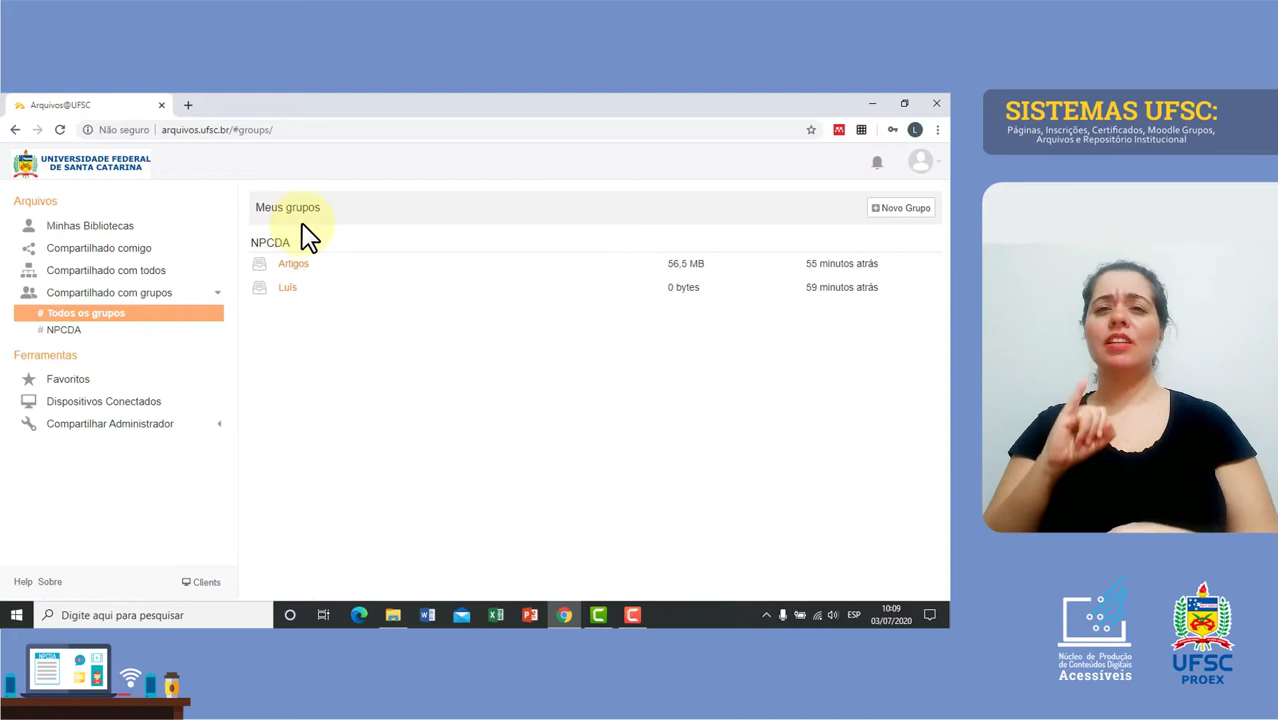 Arquivos@UFSC
Não seguro
arquivos.ufsc.br/#groups/
L
UNIVERSIDADE FEDERAL
DE SANTA CATARINA
Arquivos
Minhas Bibliotecas
Compartilhado comigo
Compartilhado com todos
Compartilhado com grupos
# Todos os grupos
# NPCDA
Ferramentas
Favoritos
Dispositivos Conectados
Compartilhar Administrador
Help Sobre
Clients
Meus grupos
Novo Grupo
NPCDA
Artigos 56,5 MB 55 minutos atrás
Luís 0 bytes 59 minutos atrás
Digite aqui para pesquisar
ESP
10:09
03/07/2020
SISTEMAS UFSC:
Páginas, Inscrições, Certificados, Moodle Grupos,
Arquivos e Repositório Institucional
NPCDA
Núcleo de Produção
de Conteúdos Digitais
Acessíveis
UFSC
PROEX